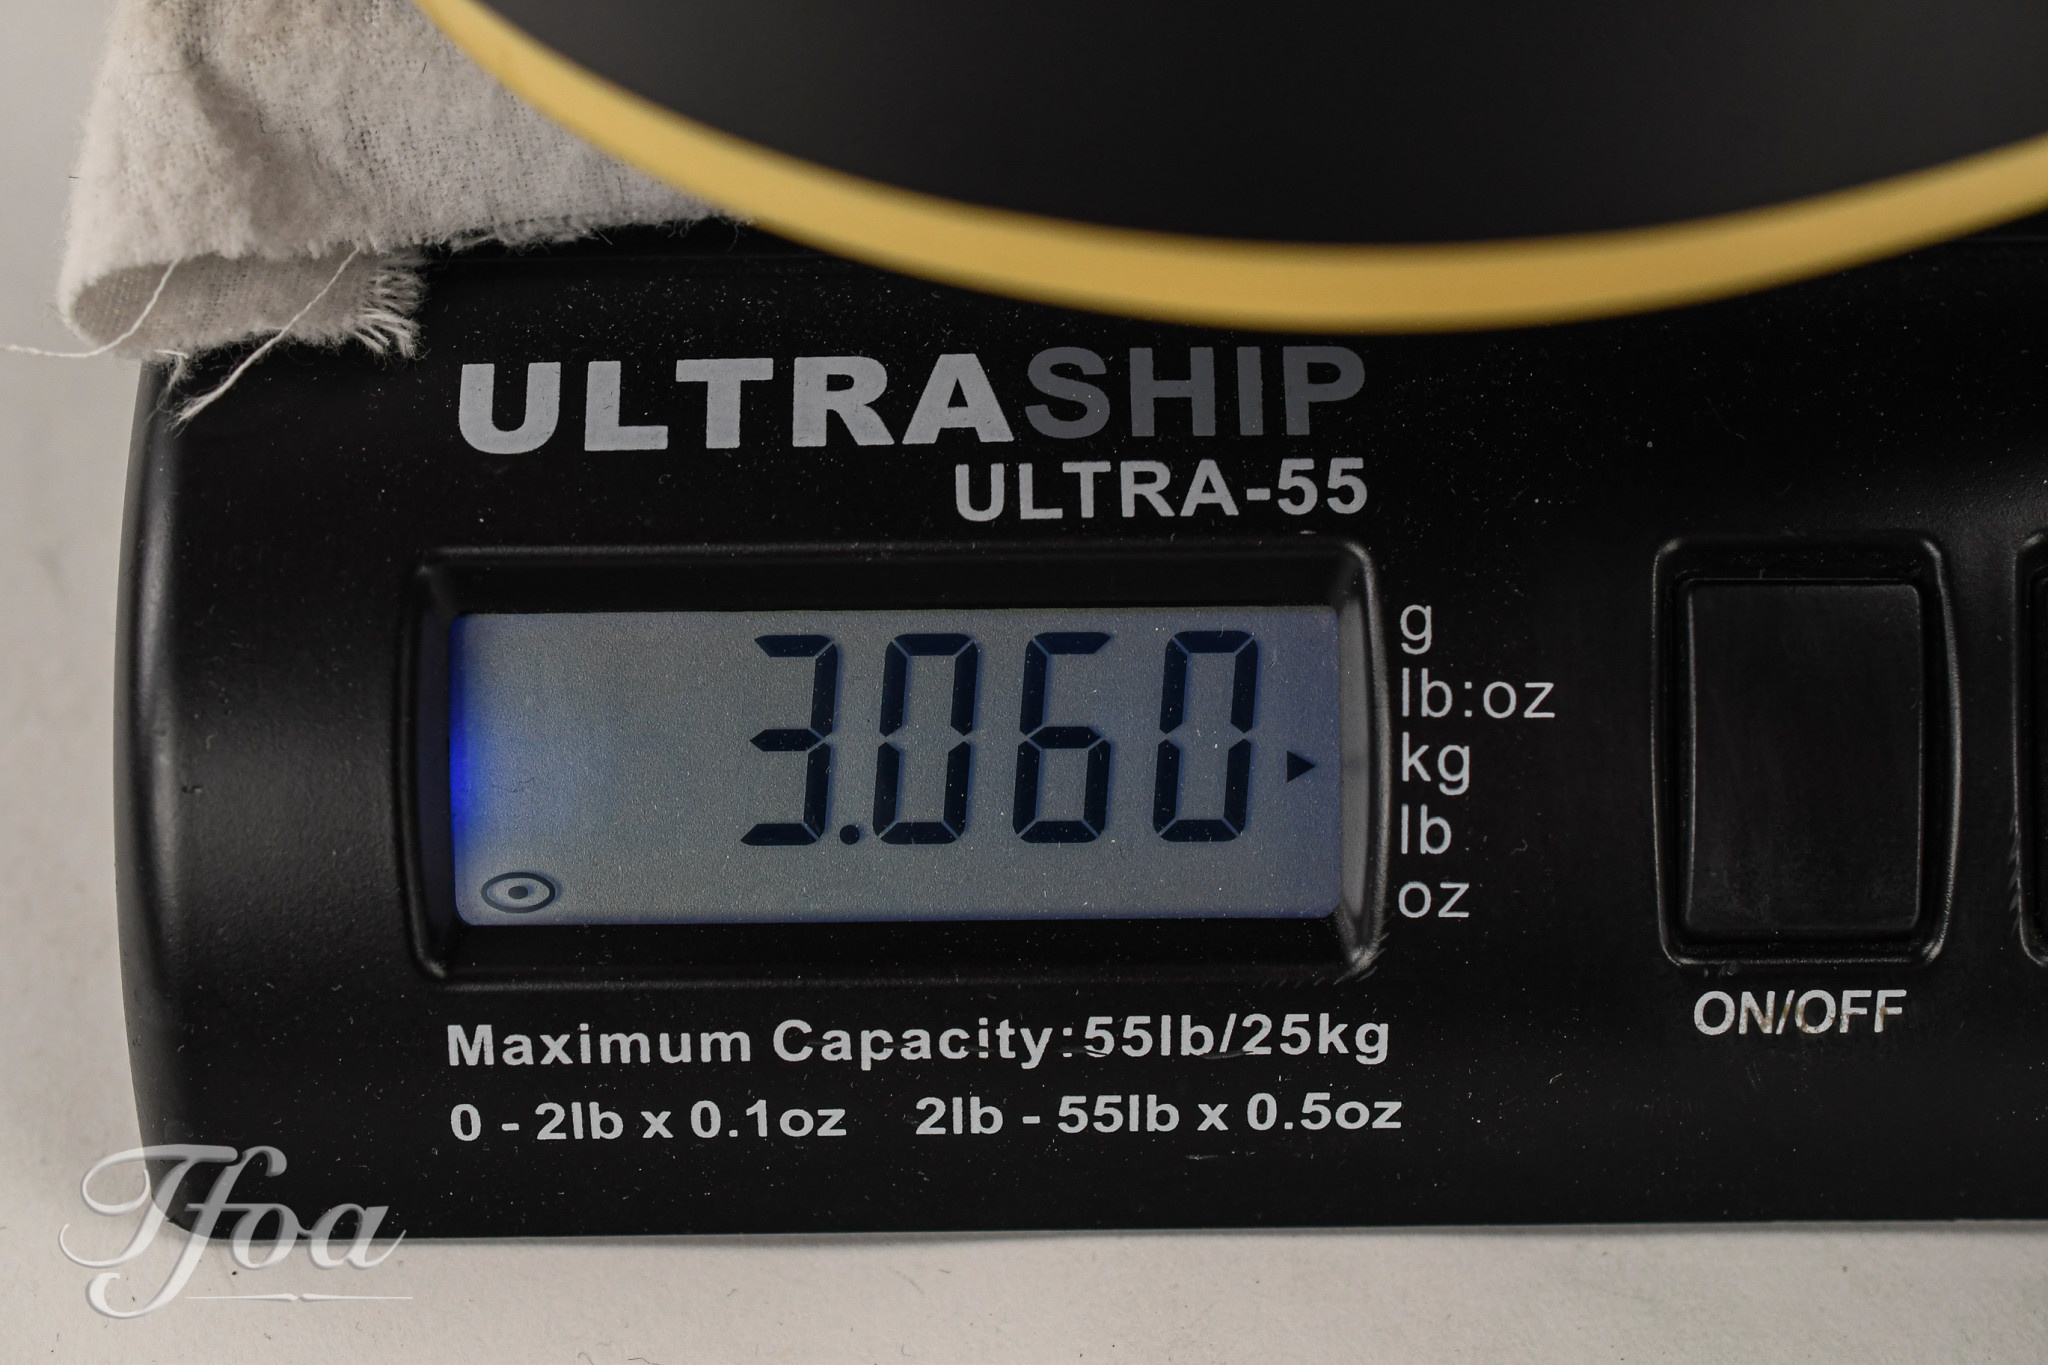 ULTRASHIP
ULTRA-55
3.060
g
lb:oz
kg
lb
oz
ON/OFF
Maximum Capacity:55lb/25kg
0 - 2lb x 0.1oz 2lb - 55lb x 0.5oz
Tfoa